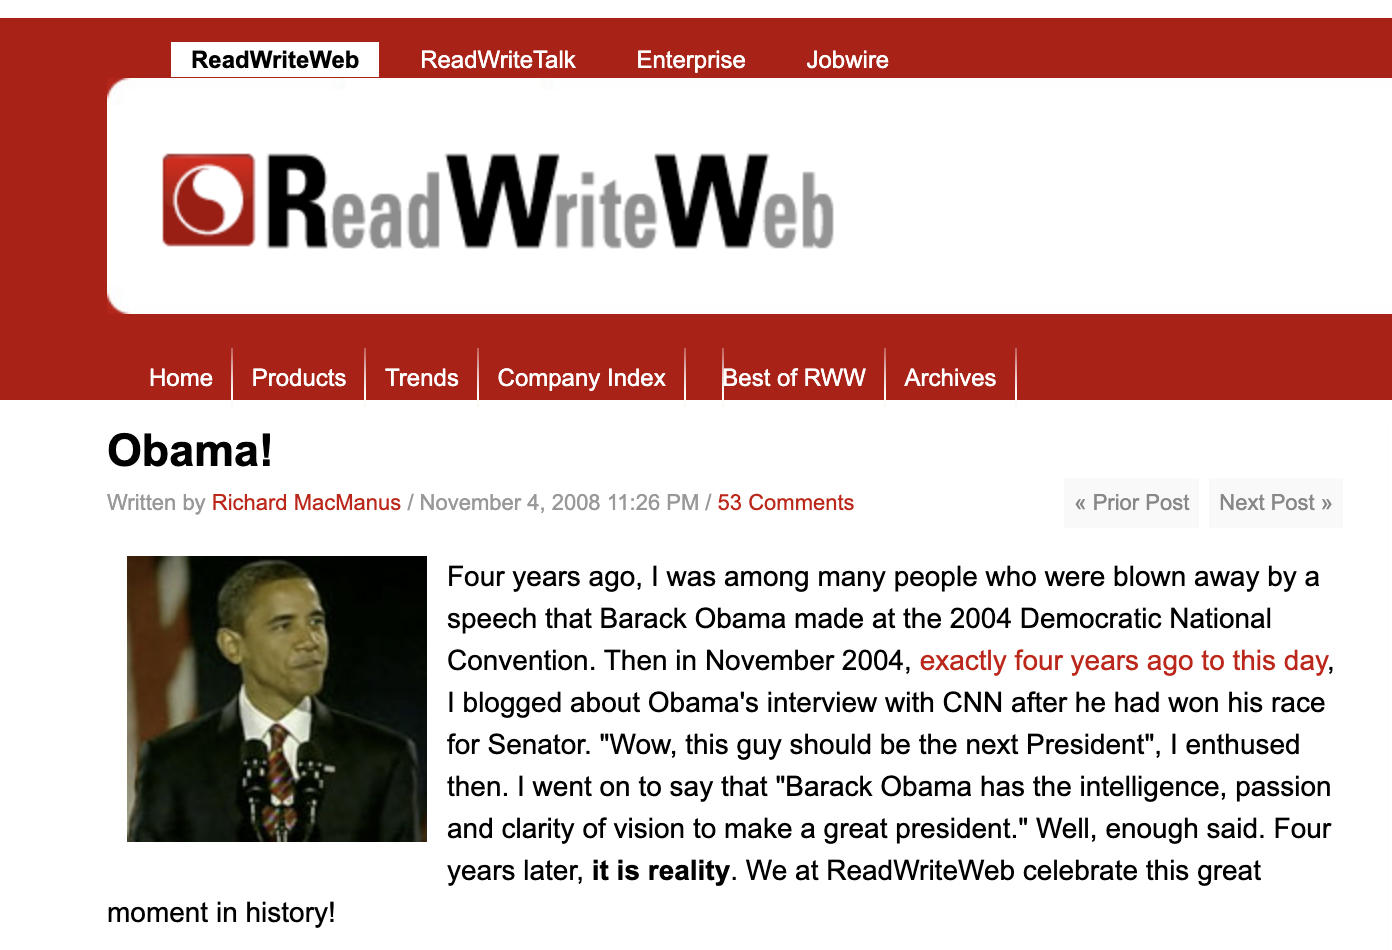 ReadWriteWeb ReadWriteTalk Enterprise Jobwire
ReadWriteWeb
Home Products Trends Company Index Best of RWW Archives
Obama!
Written by Richard MacManus / November 4, 2008 11:26 PM / 53 Comments
« Prior Post Next Post »
Four years ago, I was among many people who were blown away by a
speech that Barack Obama made at the 2004 Democratic National
Convention. Then in November 2004, exactly four years ago to this day,
I blogged about Obama's interview with CNN after he had won his race
for Senator. "Wow, this guy should be the next President", I enthused
then. I went on to say that "Barack Obama has the intelligence, passion
and clarity of vision to make a great president." Well, enough said. Four
years later, it is reality. We at ReadWriteWeb celebrate this great
moment in history!